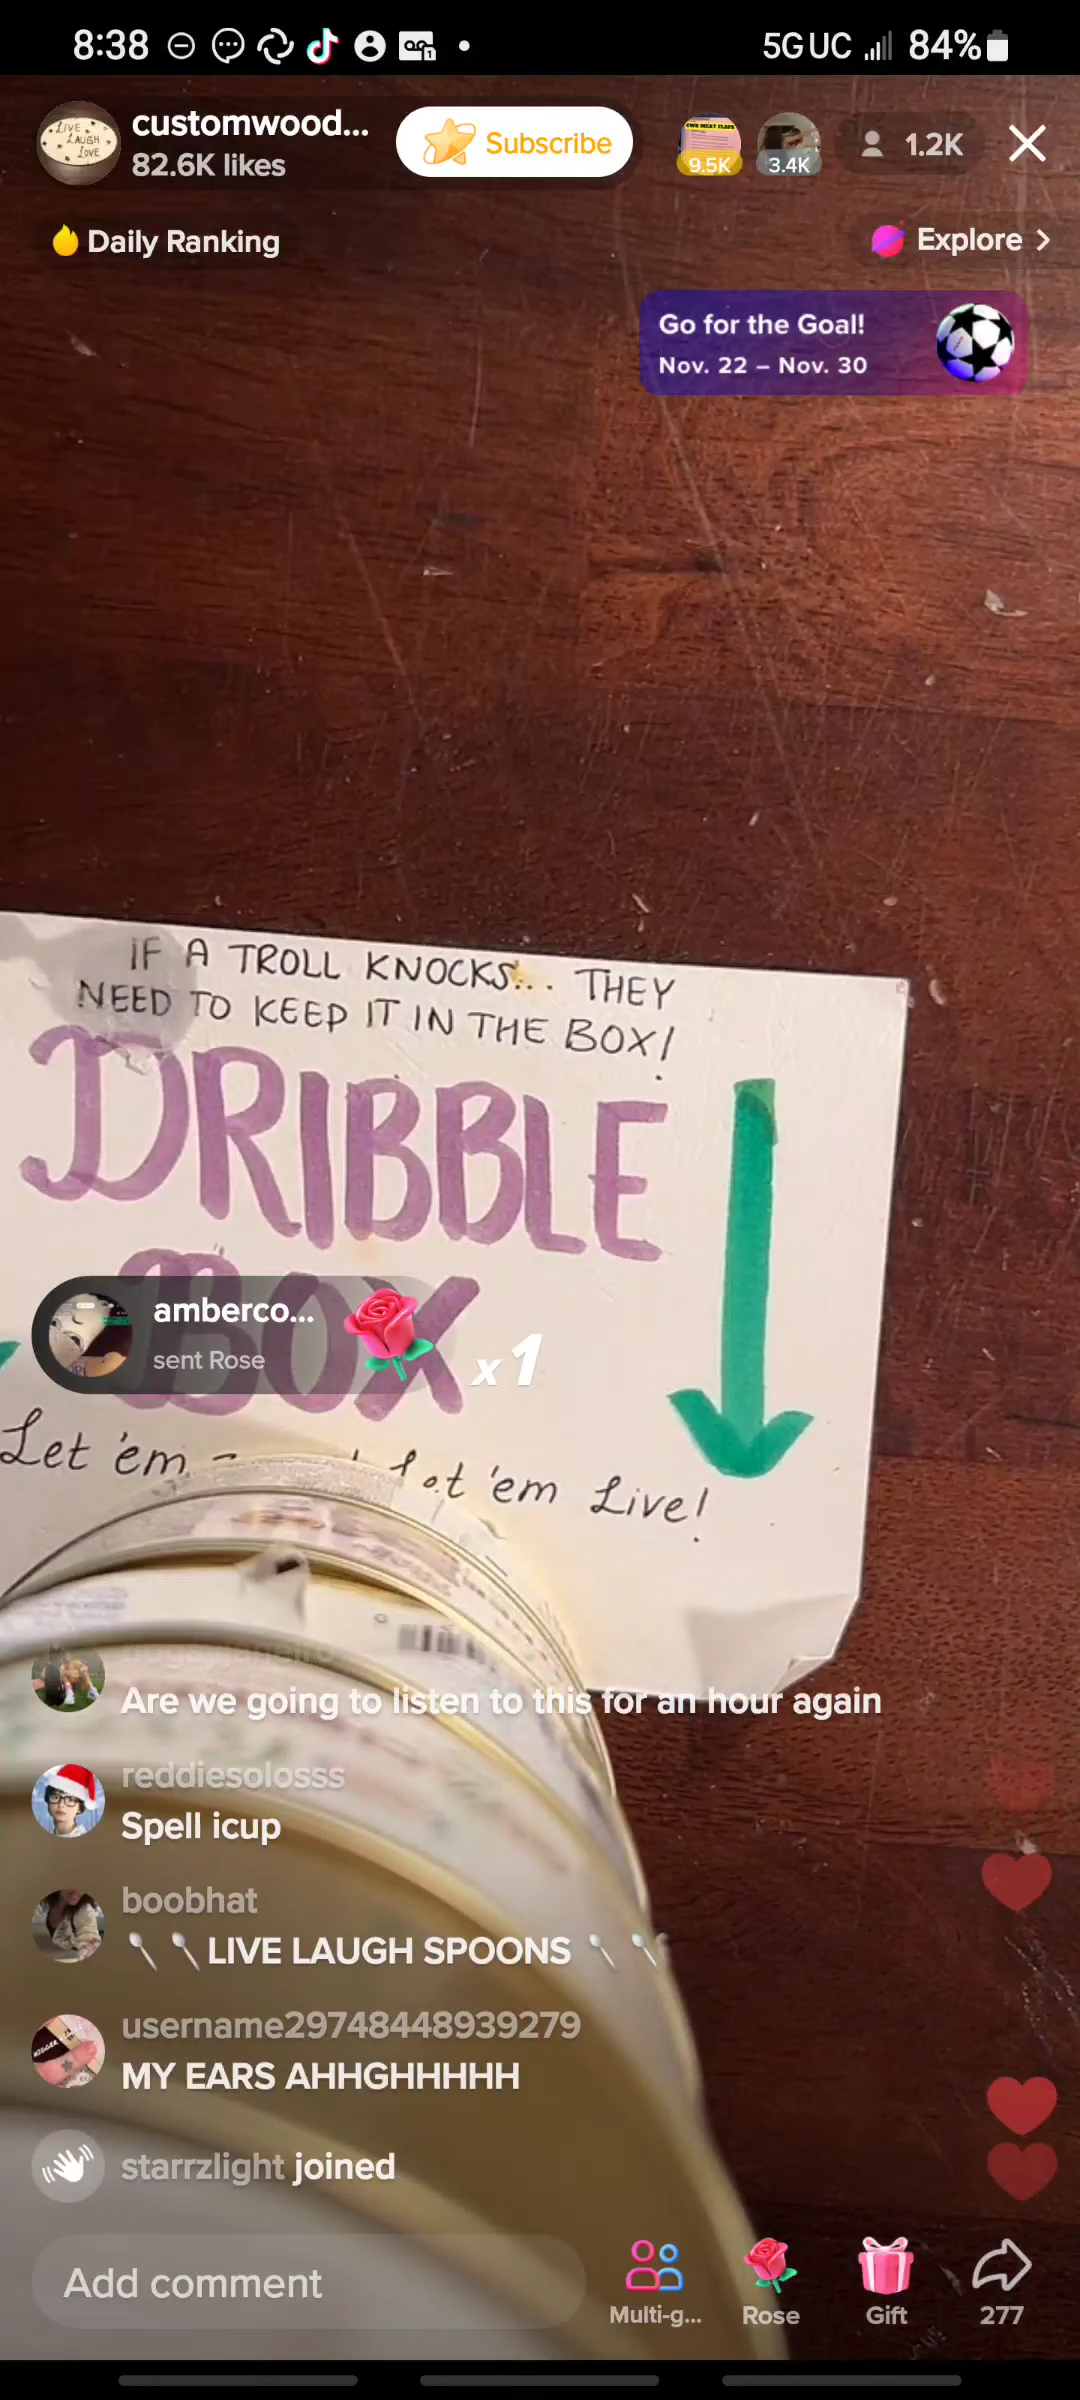 8:38
5G UC 84%
customwood...
82.6K likes
Subscribe
9.5K
3.4K
1.2K
Daily Ranking
Explore >
Go for the Goal!
Nov. 22 – Nov. 30
IF A TROLL KNOCKS... THEY
NEED TO KEEP IT IN THE BOX!
DRIBBLE
BOX
amberco...
sent Rose
x1
Let 'em
'em Live!
Are we going to listen to this for an hour again
reddiesolosss
Spell icup
boobhat
🥄🥄LIVE LAUGH SPOONS🥄🥄
username29748448939279
MY EARS AHHGHHHHH
starrzlight joined
Add comment
Multi-g...
Rose
Gift
277